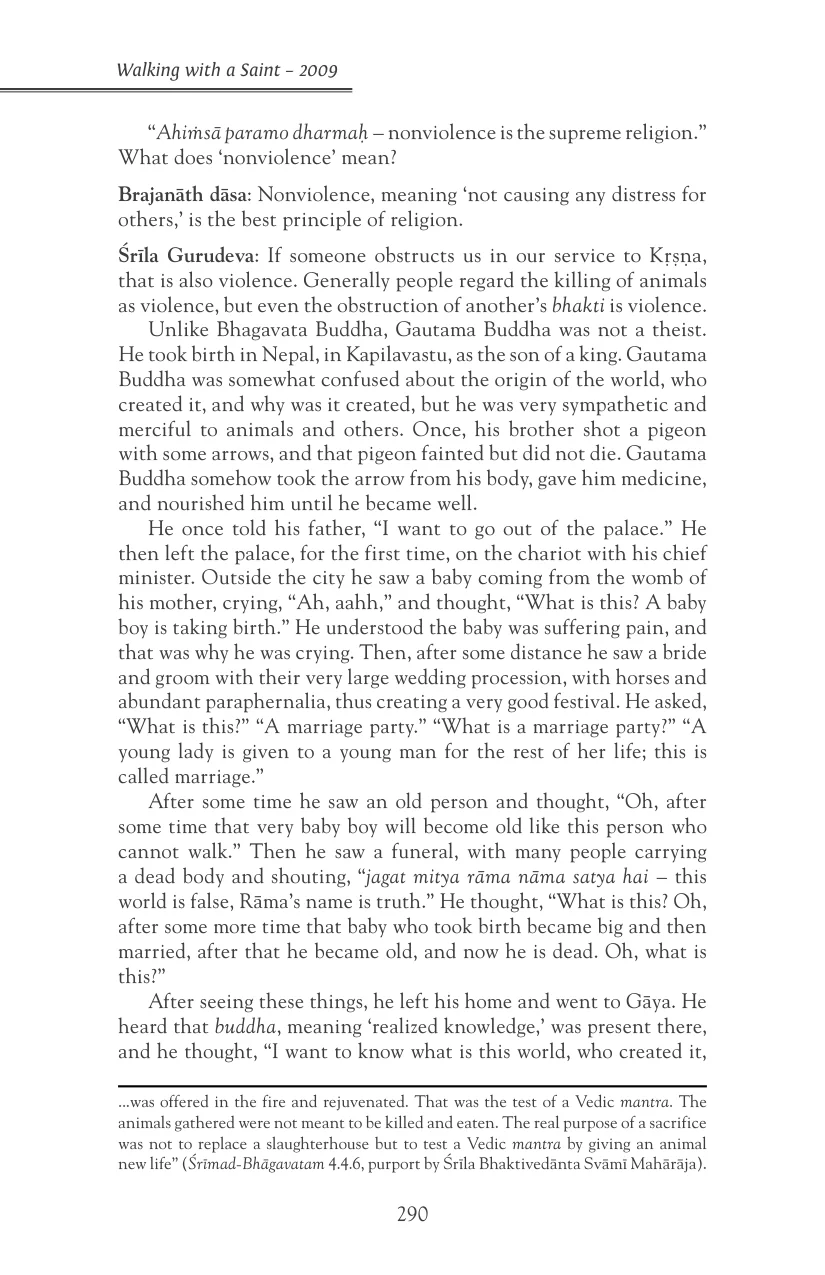 Walking with a Saint – 2009
“Ahiṁsā paramo dharmaḥ – nonviolence is the supreme religion.”
What does ‘nonviolence’ mean?
Brajanāth dāsa: Nonviolence, meaning ‘not causing any distress for
others,’ is the best principle of religion.
Śrīla Gurudeva: If someone obstructs us in our service to Kṛṣṇa,
that is also violence. Generally people regard the killing of animals
as violence, but even the obstruction of another’s bhakti is violence.
Unlike Bhagavata Buddha, Gautama Buddha was not a theist.
He took birth in Nepal, in Kapilavastu, as the son of a king. Gautama
Buddha was somewhat confused about the origin of the world, who
created it, and why was it created, but he was very sympathetic and
merciful to animals and others. Once, his brother shot a pigeon
with some arrows, and that pigeon fainted but did not die. Gautama
Buddha somehow took the arrow from his body, gave him medicine,
and nourished him until he became well.
He once told his father, “I want to go out of the palace.” He
then left the palace, for the first time, on the chariot with his chief
minister. Outside the city he saw a baby coming from the womb of
his mother, crying, “Ah, aahh,” and thought, “What is this? A baby
boy is taking birth.” He understood the baby was suffering pain, and
that was why he was crying. Then, after some distance he saw a bride
and groom with their very large wedding procession, with horses and
abundant paraphernalia, thus creating a very good festival. He asked,
“What is this?” “A marriage party.” “What is a marriage party?” “A
young lady is given to a young man for the rest of her life; this is
called marriage.”
After some time he saw an old person and thought, “Oh, after
some time that very baby boy will become old like this person who
cannot walk.” Then he saw a funeral, with many people carrying
a dead body and shouting, “jagat mitya rāma nāma satya hai – this
world is false, Rāma’s name is truth.” He thought, “What is this? Oh,
after some more time that baby who took birth became big and then
married, after that he became old, and now he is dead. Oh, what is
this?”
After seeing these things, he left his home and went to Gāya. He
heard that buddha, meaning ‘realized knowledge,’ was present there,
and he thought, “I want to know what is this world, who created it,
...was offered in the fire and rejuvenated. That was the test of a Vedic mantra. The
animals gathered were not meant to be killed and eaten. The real purpose of a sacrifice
was not to replace a slaughterhouse but to test a Vedic mantra by giving an animal
new life” (Śrīmad-Bhāgavatam 4.4.6, purport by Śrīla Bhaktivedānta Svāmī Mahārāja).
290